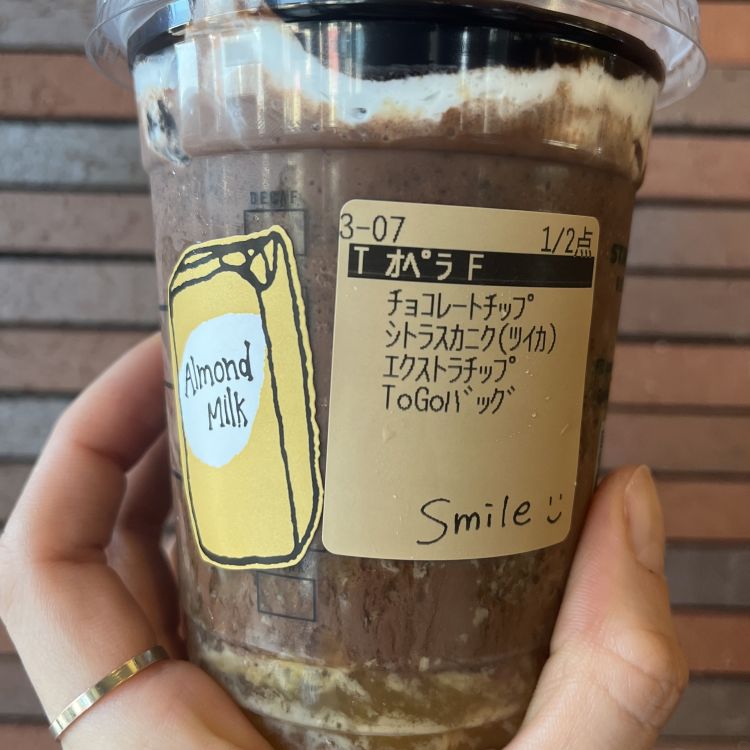 DECAF
3-07 1/2点
T オペラ F
チョコレートチップ
シトラスカニク(ツイカ)
エクストラチップ
ToGoバッグ
Almond
Milk
Smile